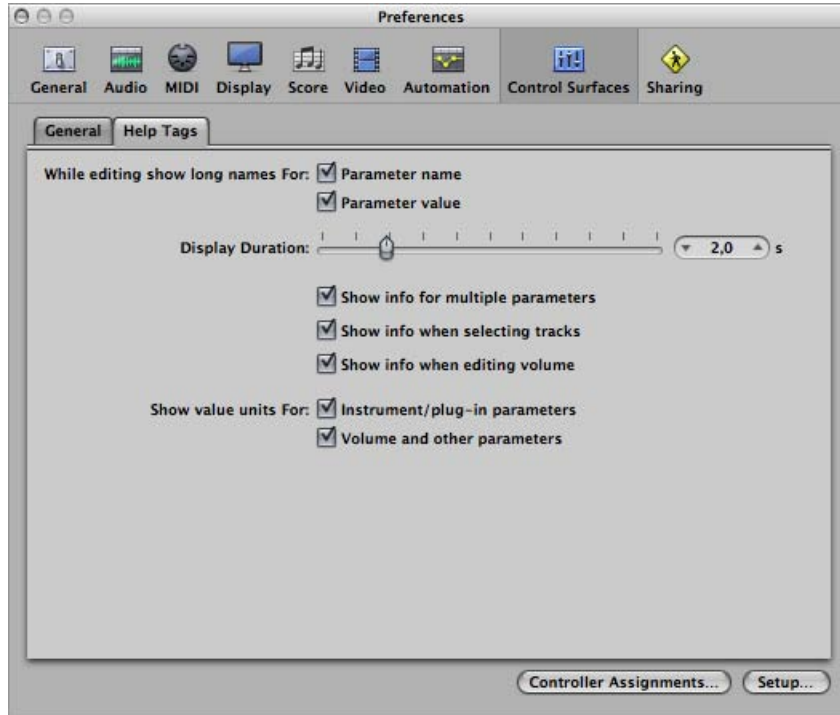 Preferences
General Audio MIDI Display Score Video Automation Control Surfaces Sharing
General Help Tags
While editing show long names For: Parameter name
Parameter value
Display Duration: 2,0 s
Show info for multiple parameters
Show info when selecting tracks
Show info when editing volume
Show value units For: Instrument/plug-in parameters
Volume and other parameters
Controller Assignments... Setup...